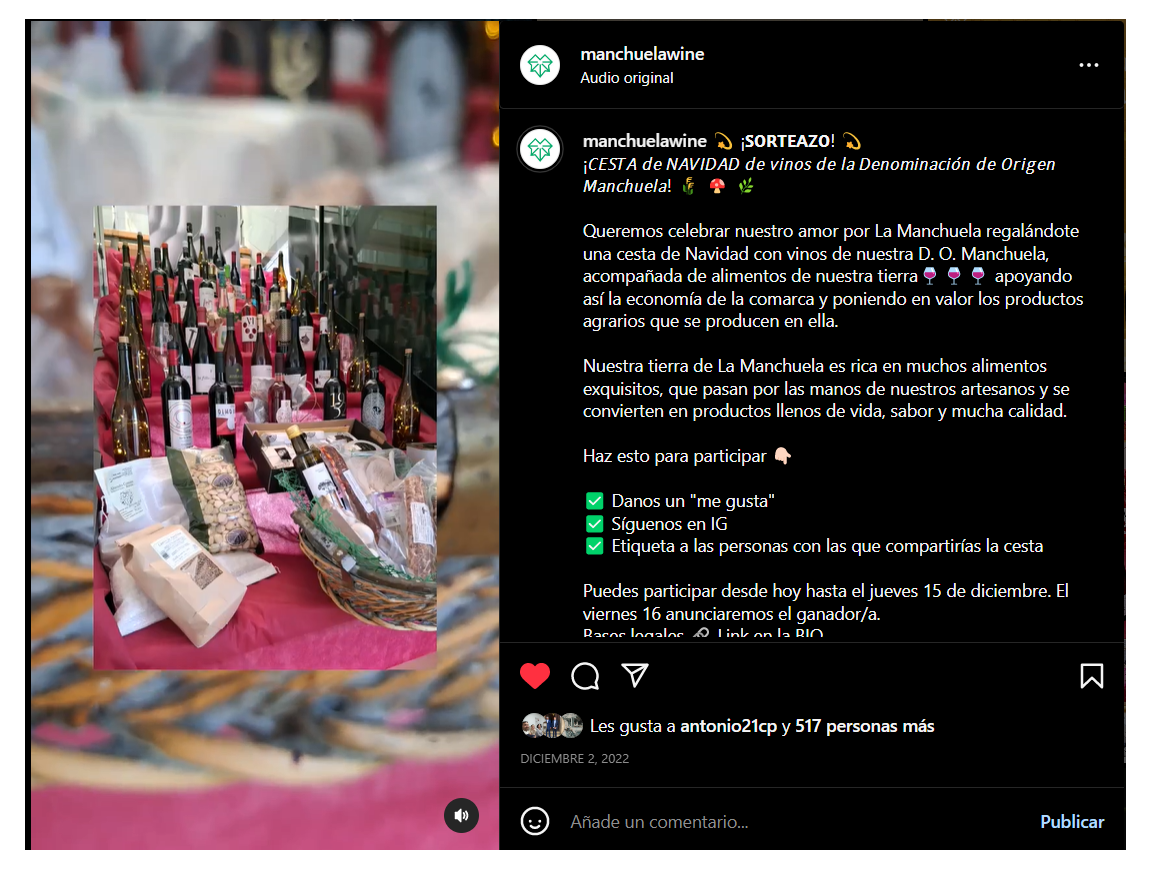 manchuelawine
Audio original
manchuelawine 💫 ¡SORTEAZO! 💫
¡CESTA de NAVIDAD de vinos de la Denominación de Origen
Manchuela! 🌾 🍄 🌿
Queremos celebrar nuestro amor por La Manchuela regalándote
una cesta de Navidad con vinos de nuestra D. O. Manchuela,
acompañada de alimentos de nuestra tierra🍷 🍷 🍷 apoyando
así la economía de la comarca y poniendo en valor los productos
agrarios que se producen en ella.
Nuestra tierra de La Manchuela es rica en muchos alimentos
exquisitos, que pasan por las manos de nuestros artesanos y se
convierten en productos llenos de vida, sabor y mucha calidad.
Haz esto para participar 👇🏻
✅ Danos un "me gusta"
✅ Síguenos en IG
✅ Etiqueta a las personas con las que compartirías la cesta
Puedes participar desde hoy hasta el jueves 15 de diciembre. El
viernes 16 anunciaremos el ganador/a.
Bases legales 🔗 Link en la BIO
Les gusta a antonio21cp y 517 personas más
DICIEMBRE 2, 2022
Añade un comentario...
Publicar